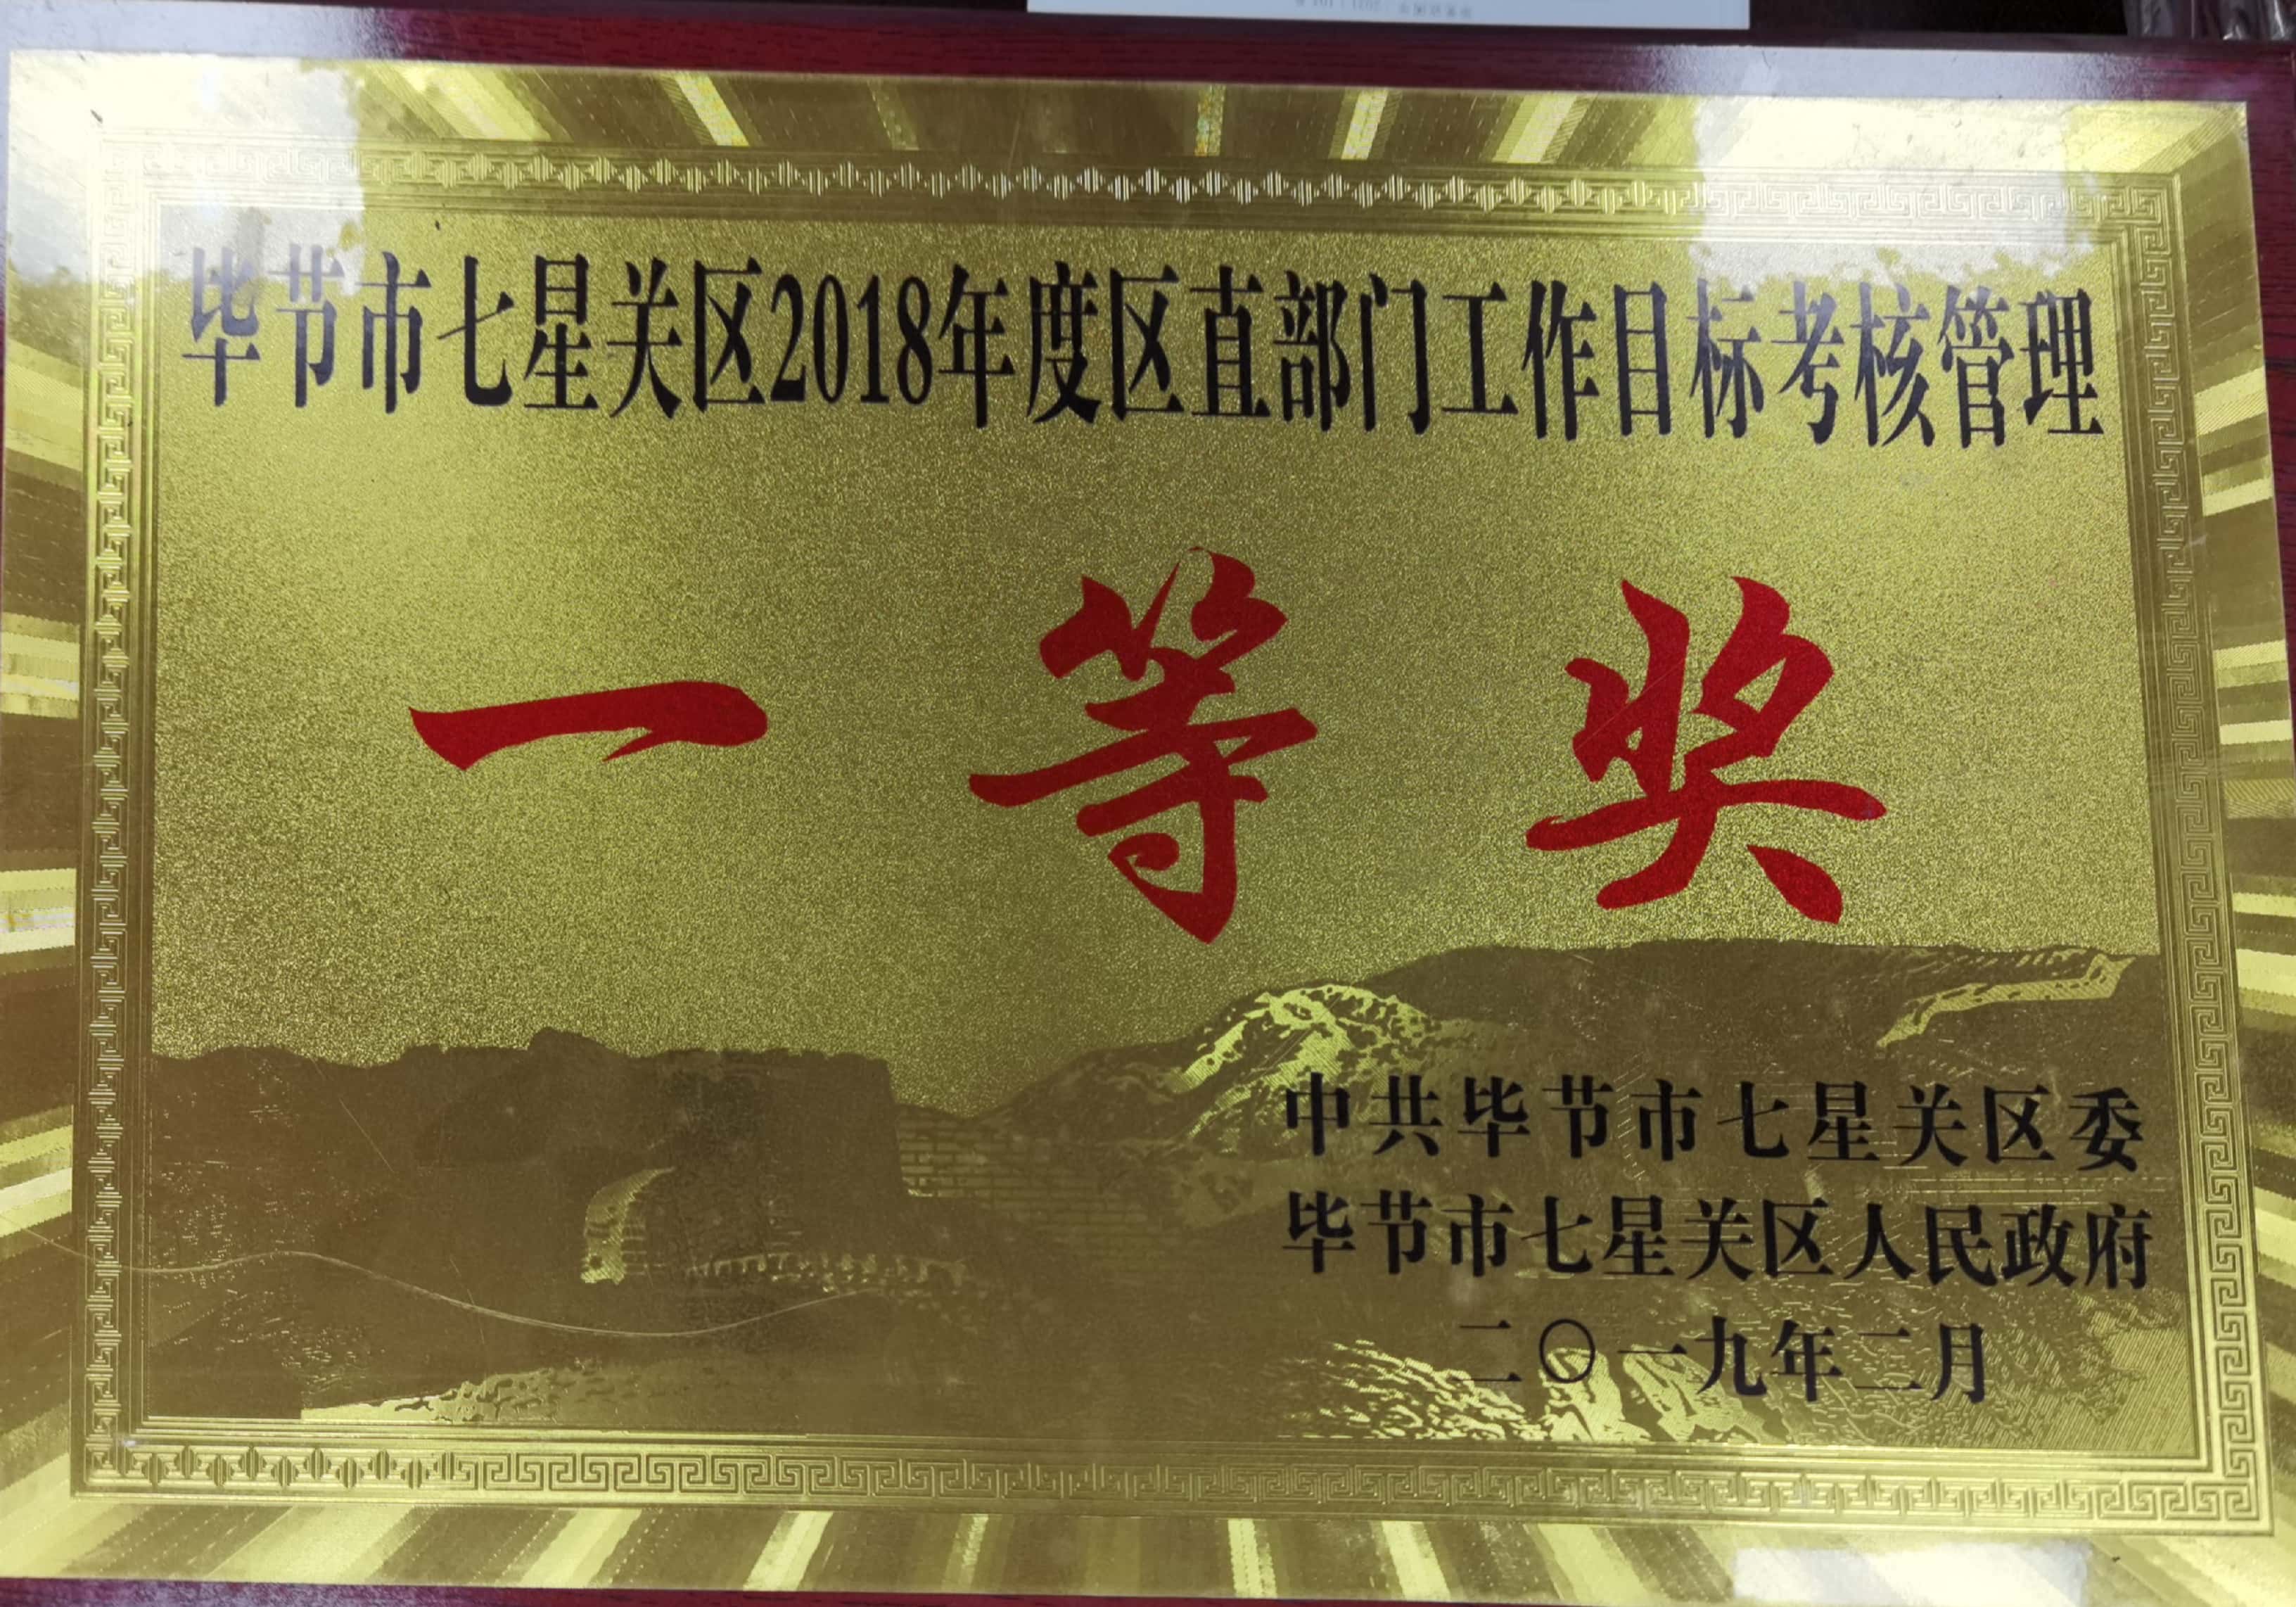 毕节市七星关区2018年度区直部门工作目标考核管理
一等奖
中共毕节市七星关区委
毕节市七星关区人民政府
二〇一九年二月